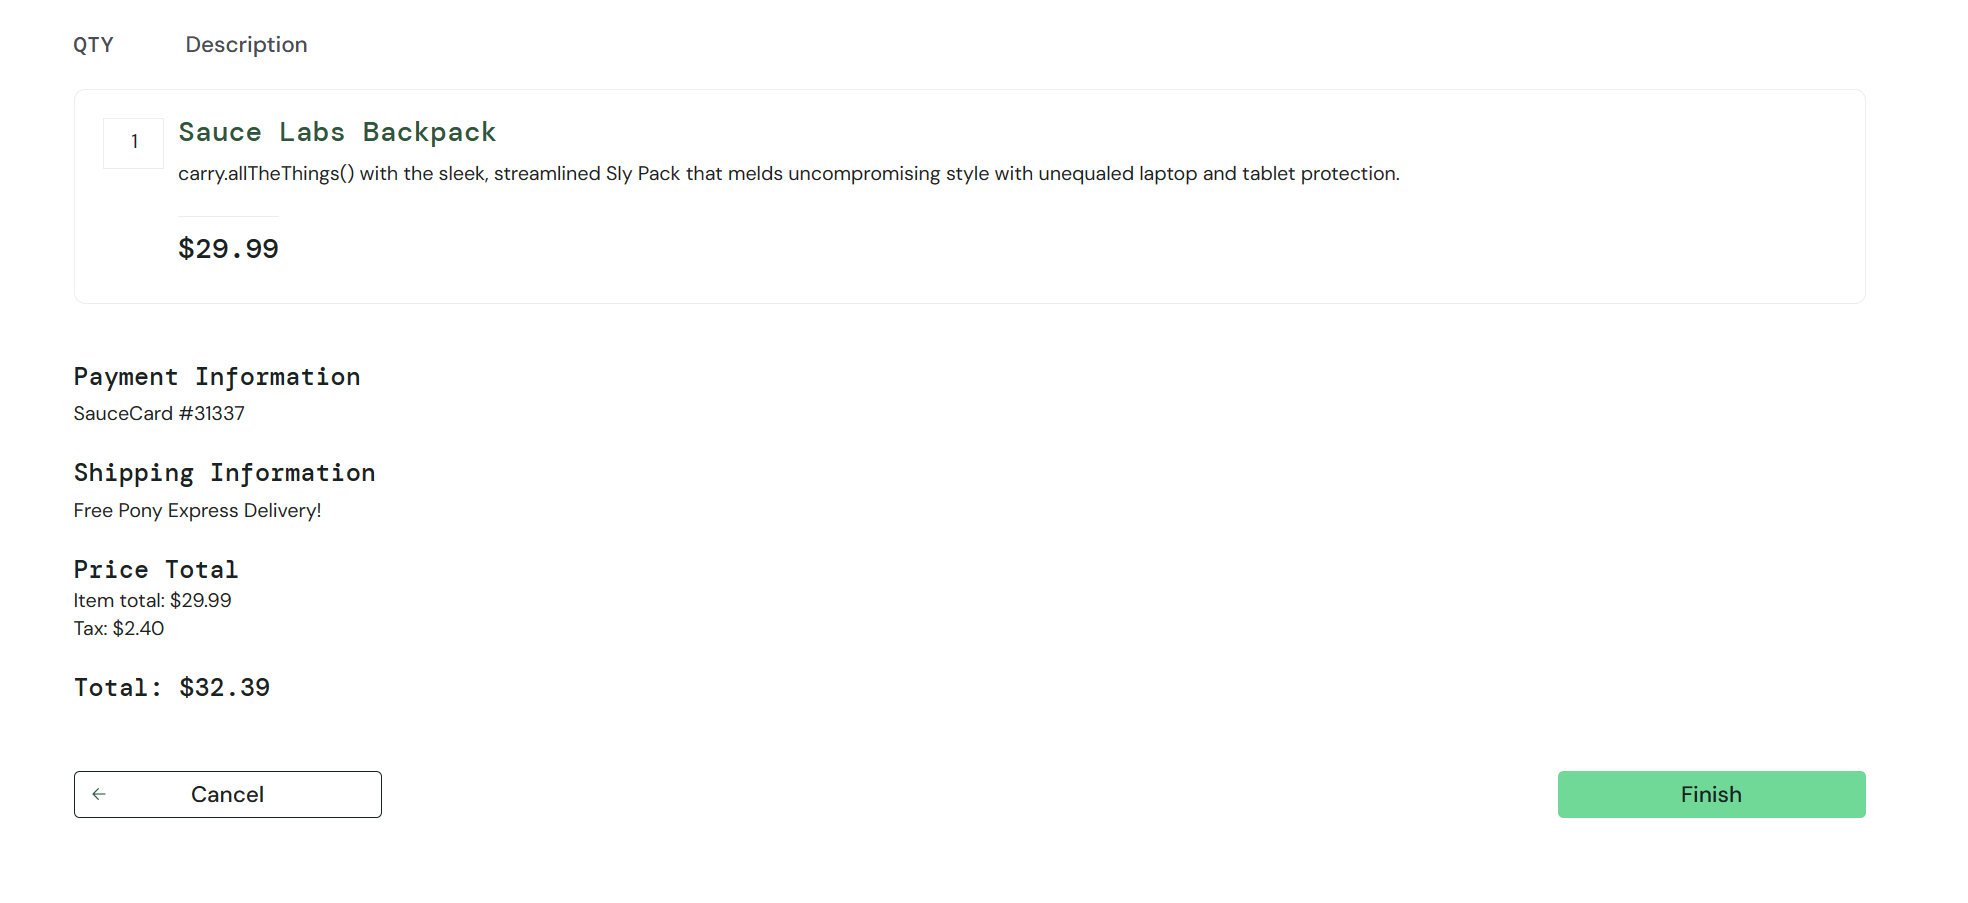 QTY Description
1 Sauce Labs Backpack
carry.allTheThings() with the sleek, streamlined Sly Pack that melds uncompromising style with unequaled laptop and tablet protection.
$29.99
Payment Information
SauceCard #31337
Shipping Information
Free Pony Express Delivery!
Price Total
Item total: $29.99
Tax: $2.40
Total: $32.39
Cancel Finish